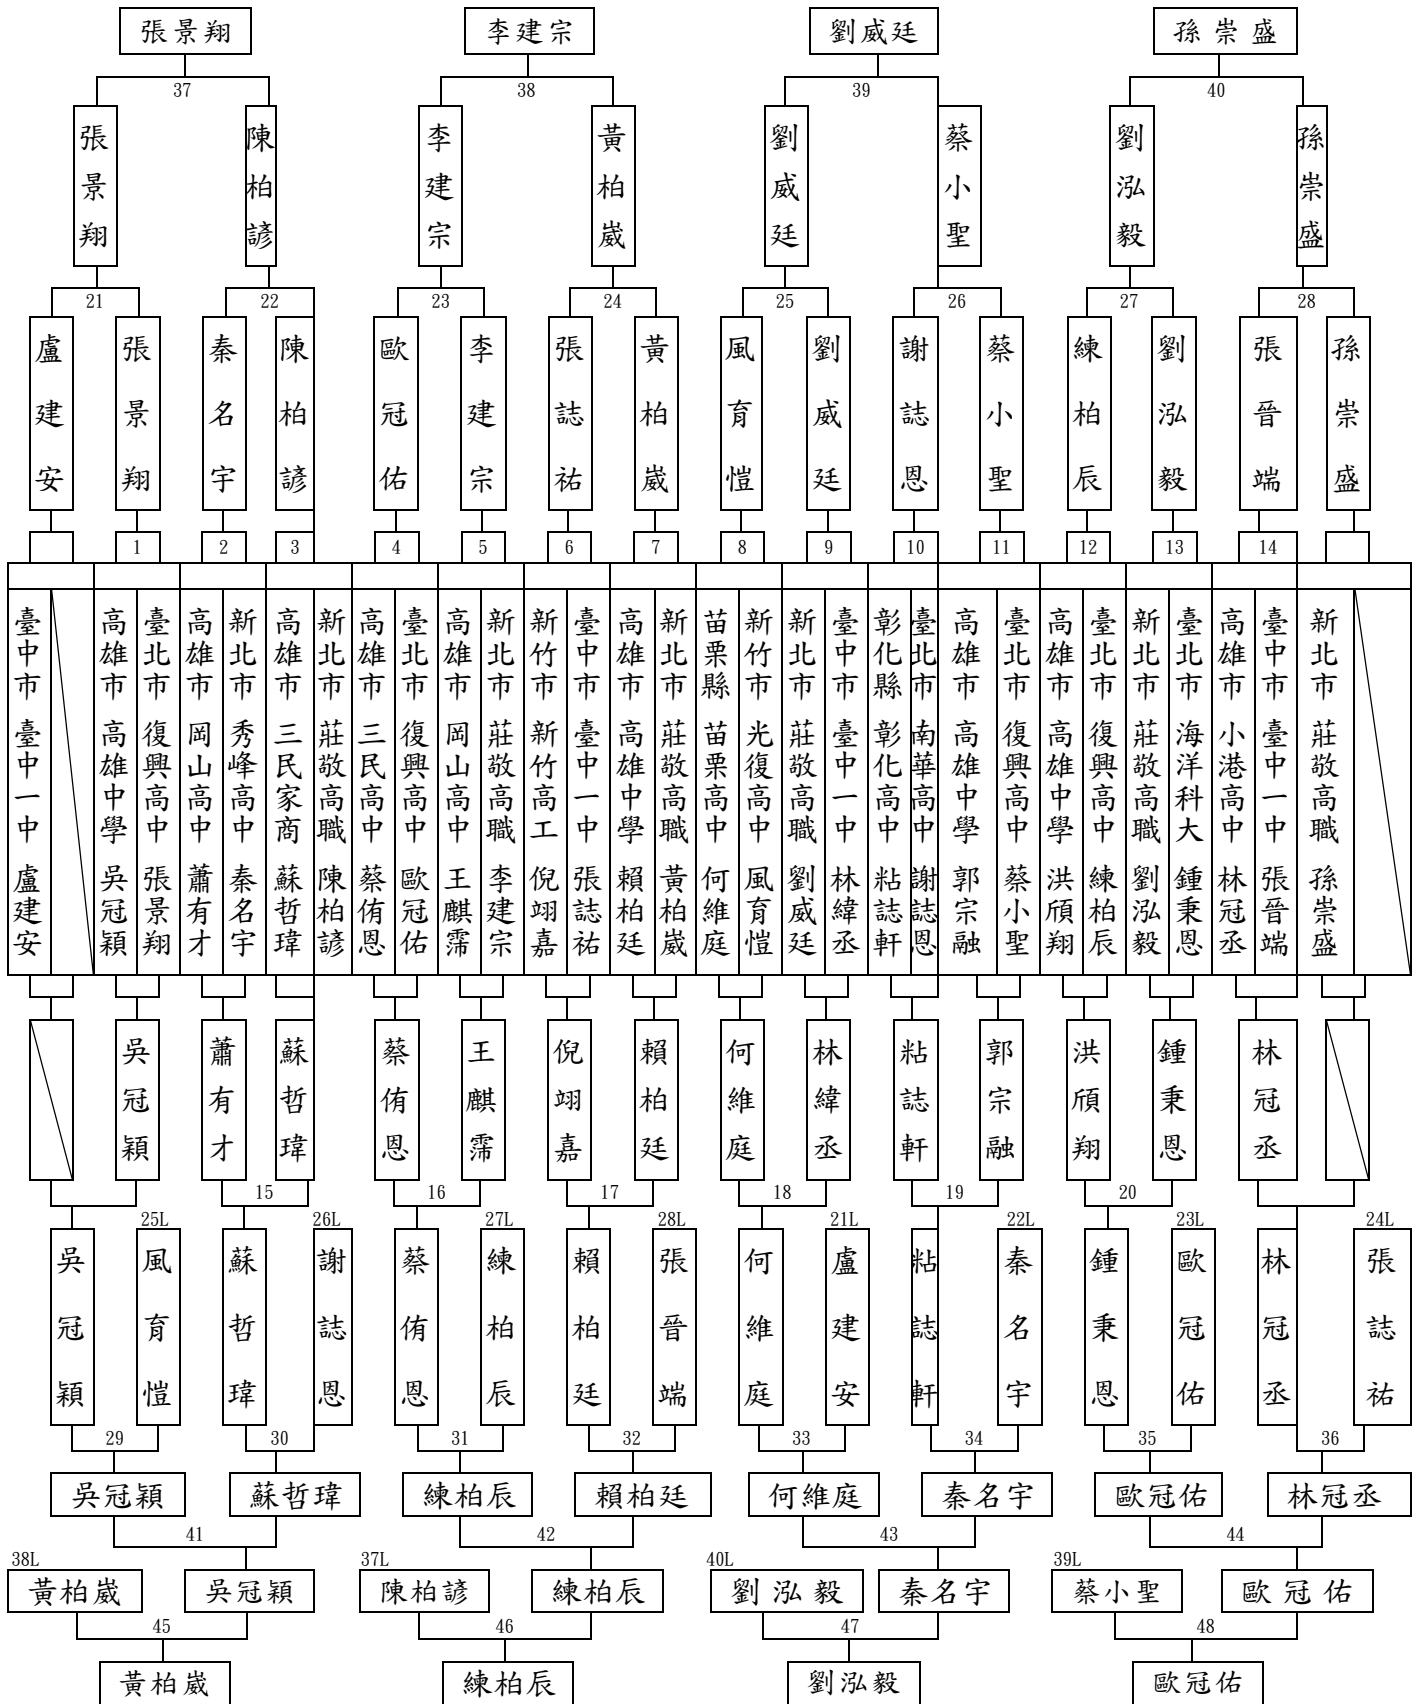 張景翔 李建宗 劉威廷 孫崇盛
37 38 39 40
張景翔 陳柏諺 李建宗 黃柏崴 劉威廷 蔡小聖 劉泓毅 孫崇盛
21 22 23 24 25 26 27 28
盧建安 張景翔 秦名宇 陳柏諺 歐冠佑 李建宗 張誌祐 黃柏崴 風育愷 劉威廷 謝誌恩 蔡小聖 練柏辰 劉泓毅 張晉端 孫崇盛
1 2 3 4 5 6 7 8 9 10 11 12 13 14
臺中市 臺中一中 盧建安
高雄市 高雄中學 吳冠穎
臺北市 復興高中 張景翔
高雄市 岡山高中 蕭有才
新北市 秀峰高中 秦名宇
高雄市 三民家商 蘇哲瑋
新北市 莊敬高職 陳柏諺
高雄市 三民高中 蔡侑恩
臺北市 復興高中 歐冠佑
高雄市 岡山高中 王麒霈
新北市 莊敬高職 李建宗
新竹市 新竹高工 倪翊嘉
臺中市 臺中一中 張誌祐
高雄市 高雄中學 賴柏廷
新北市 莊敬高職 黃柏崴
苗栗縣 苗栗高中 何維庭
新竹市 光復高中 風育愷
新北市 莊敬高職 劉威廷
臺中市 臺中一中 林緯丞
彰化縣 彰化高中 粘誌軒
臺北市 南華高中 謝誌恩
高雄市 高雄中學 郭宗融
臺北市 復興高中 蔡小聖
高雄市 高雄中學 洪頎翔
臺北市 復興高中 練柏辰
新北市 莊敬高職 劉泓毅
臺北市 海洋科大 鍾秉恩
高雄市 小港高中 林冠丞
臺中市 臺中一中 張晉端
新北市 莊敬高職 孫崇盛
吳冠穎 蕭有才 蘇哲瑋 蔡侑恩 王麒霈 倪翊嘉 賴柏廷 何維庭 林緯丞 粘誌軒 郭宗融 洪頎翔 鍾秉恩 林冠丞
15 16 17 18 19 20
25L 26L 27L 28L 21L 22L 23L 24L
吳冠穎 風育愷 蘇哲瑋 謝誌恩 蔡侑恩 練柏辰 賴柏廷 張晉端 何維庭 盧建安 粘誌軒 秦名宇 鍾秉恩 歐冠佑 林冠丞 張誌祐
29 30 31 32 33 34 35 36
吳冠穎 蘇哲瑋 練柏辰 賴柏廷 何維庭 秦名宇 歐冠佑 林冠丞
41 42 43 44
38L 37L 40L 39L
黃柏崴 吳冠穎 陳柏諺 練柏辰 劉泓毅 秦名宇 蔡小聖 歐冠佑
45 46 47 48
黃柏崴 練柏辰 劉泓毅 歐冠佑